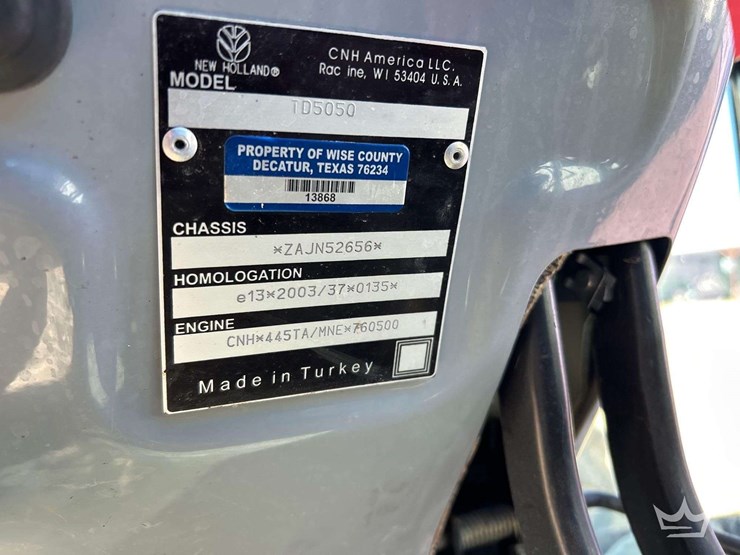 NEW HOLLAND®
CNH America LLC.
Racine, WI 53404 U.S.A.
MODEL
TD5050
PROPERTY OF WISE COUNTY
DECATUR, TEXAS 76234
13868
CHASSIS
*ZAJN52656*
HOMOLOGATION
e13*2003/37*0135*
ENGINE
CNH*445TA/MNE*760500
Made in Turkey